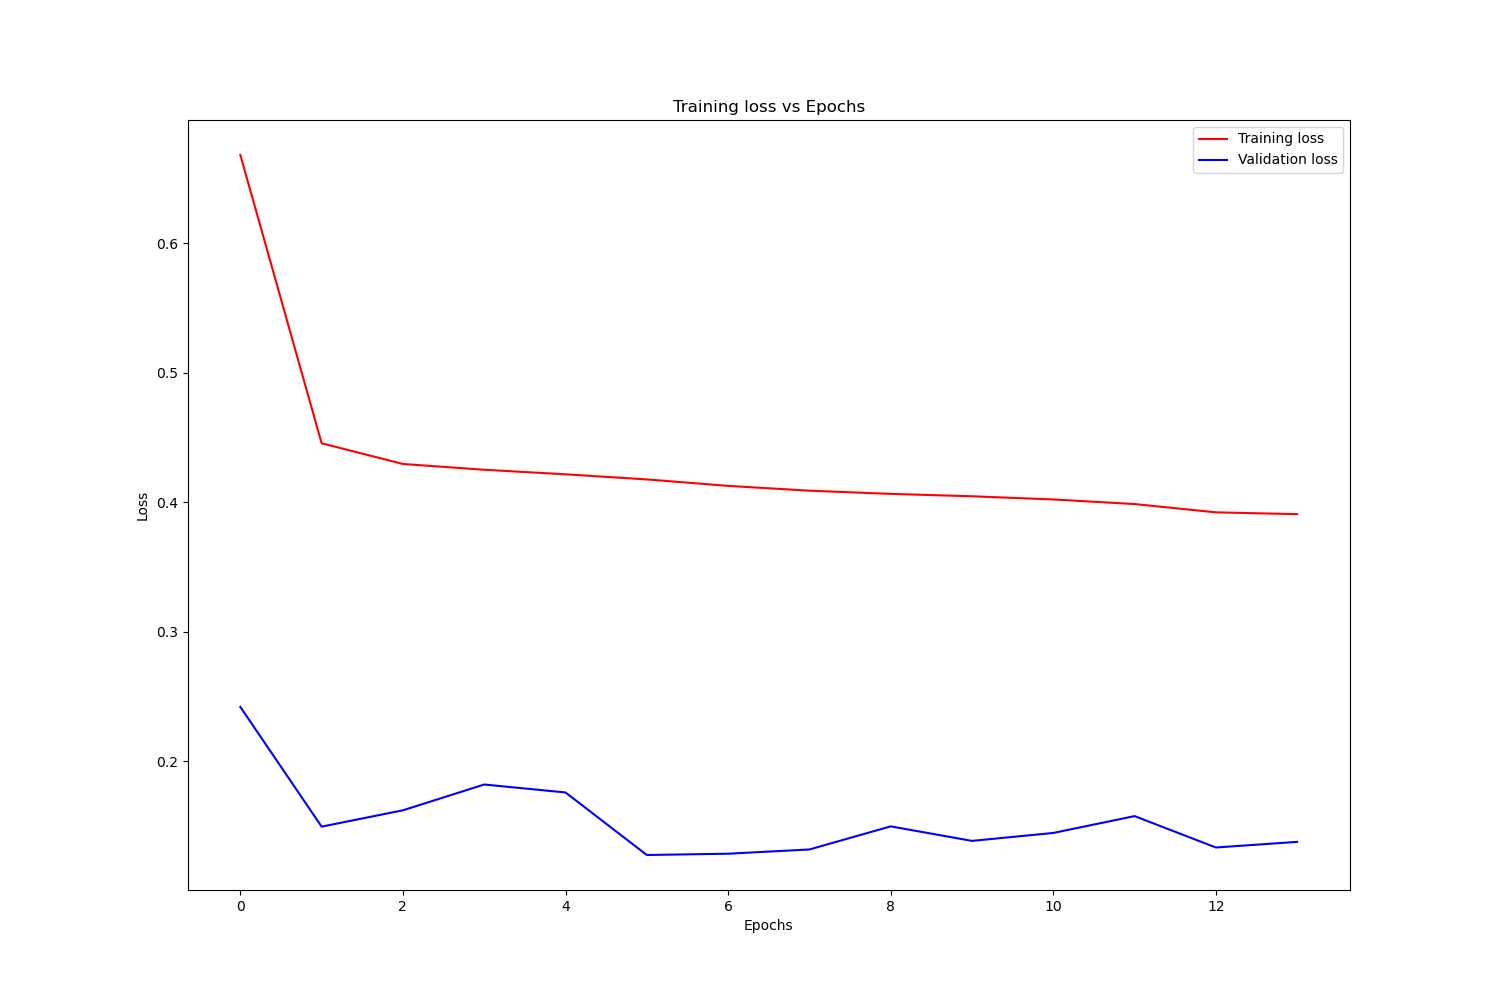 Training loss vs Epochs
Training loss
Validation loss
0.6
0.5
0.4
0.3
0.2
Loss
0 2 4 6 8 10 12
Epochs